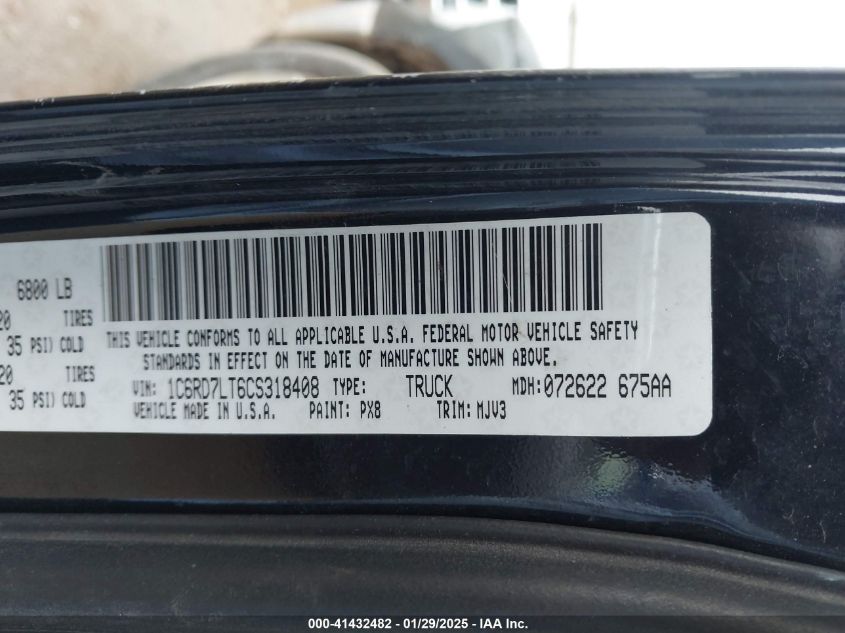 6800 LB
20 TIRES
35 PSI) COLD
20 TIRES
35 PSI) COLD
THIS VEHICLE CONFORMS TO ALL APPLICABLE U.S.A. FEDERAL MOTOR VEHICLE SAFETY
STANDARDS IN EFFECT ON THE DATE OF MANUFACTURE SHOWN ABOVE.
VIN: 1C6RD7LT6CS318408 TYPE: TRUCK MDH: 072622 675AA
VEHICLE MADE IN U.S.A. PAINT: PX8 TRIM: MJV3
000-41432482 - 01/29/2025 - IAA Inc.